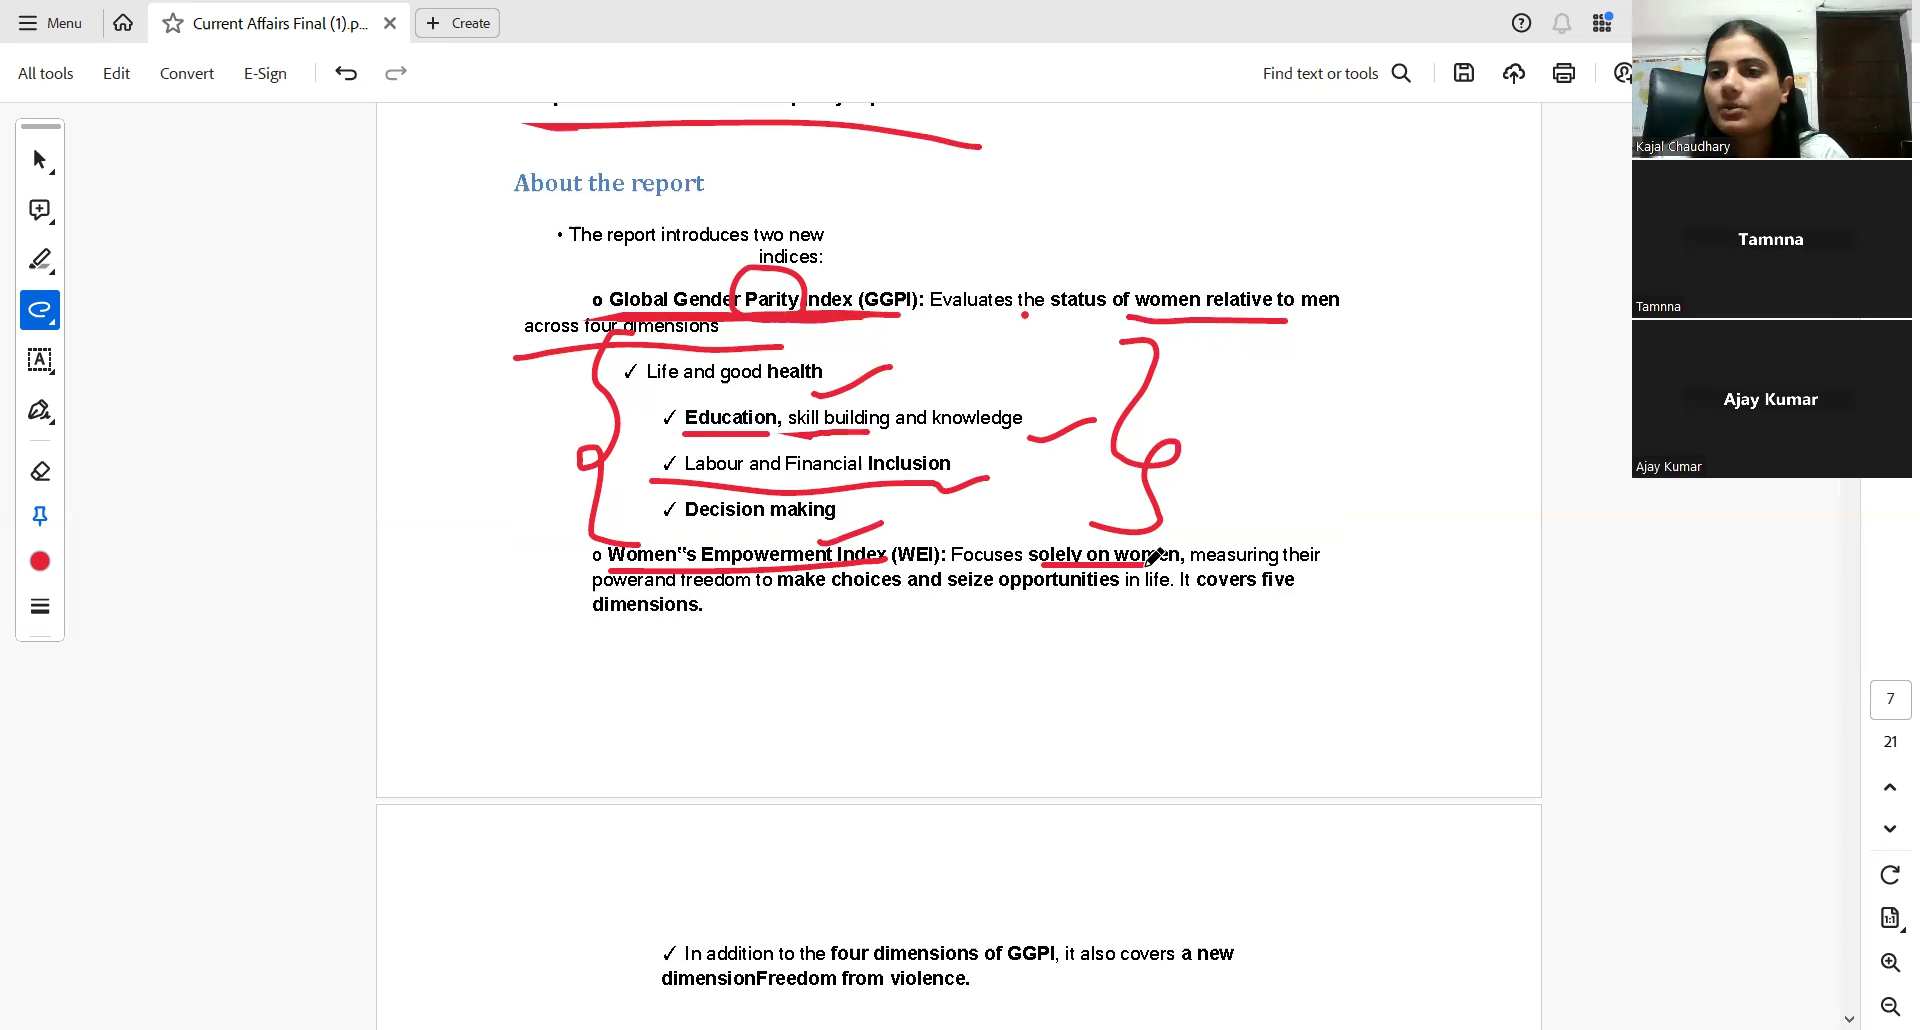 Menu
Current Affairs Final (1).p...
Create
All tools
Edit
Convert
E-Sign
Find text or tools
Kajal Chaudhary
Tamnna
Tamnna
Ajay Kumar
Ajay Kumar
About the report
• The report introduces two new
indices:
o Global Gender Parity Index (GGPI): Evaluates the status of women relative to men
across four dimensions
✓ Life and good health
✓ Education, skill building and knowledge
✓ Labour and Financial Inclusion
✓ Decision making
o Women"s Empowerment Index (WEI): Focuses solely on women, measuring their
powerand freedom to make choices and seize opportunities in life. It covers five
dimensions.
7
21
✓ In addition to the four dimensions of GGPI, it also covers a new
dimensionFreedom from violence.